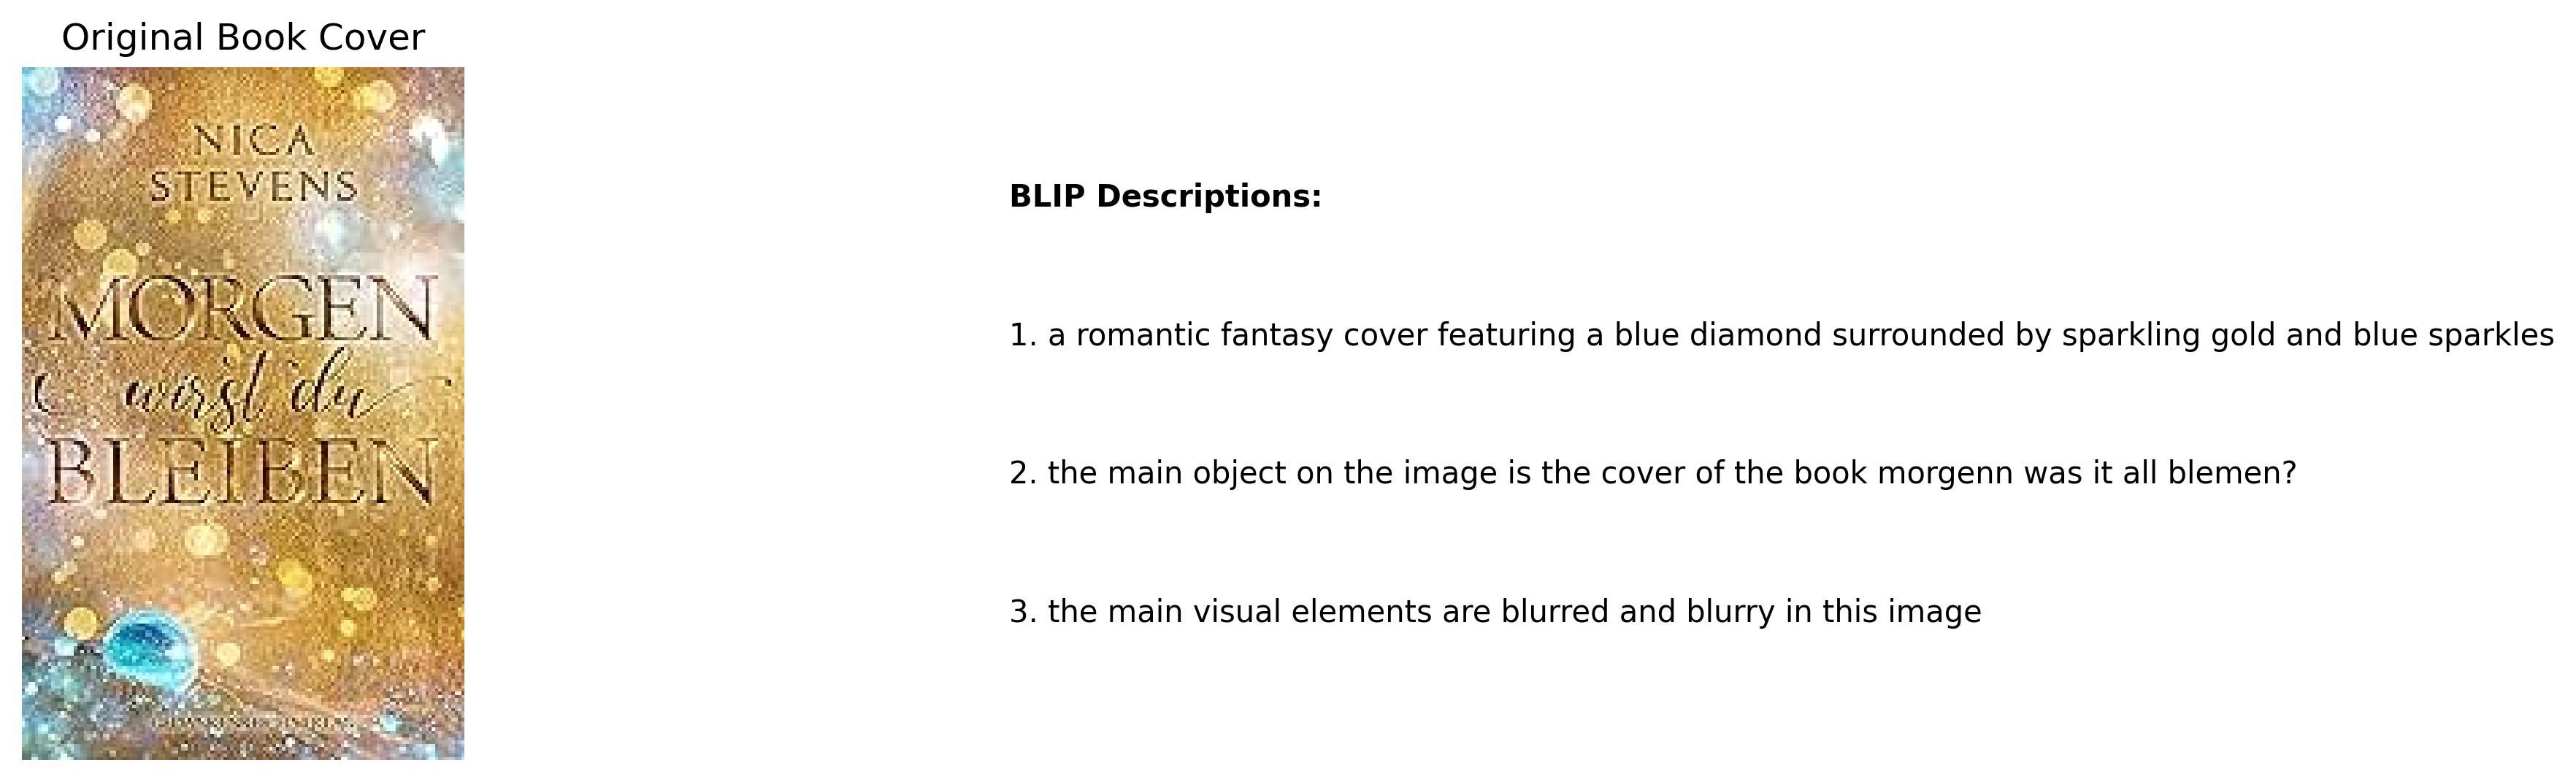 Original Book Cover
NICA
STEVENS
MORGEN
wirst du
BLEIBEN
BLIP Descriptions:
1. a romantic fantasy cover featuring a blue diamond surrounded by sparkling gold and blue sparkles
2. the main object on the image is the cover of the book morgenn was it all blemen?
3. the main visual elements are blurred and blurry in this image